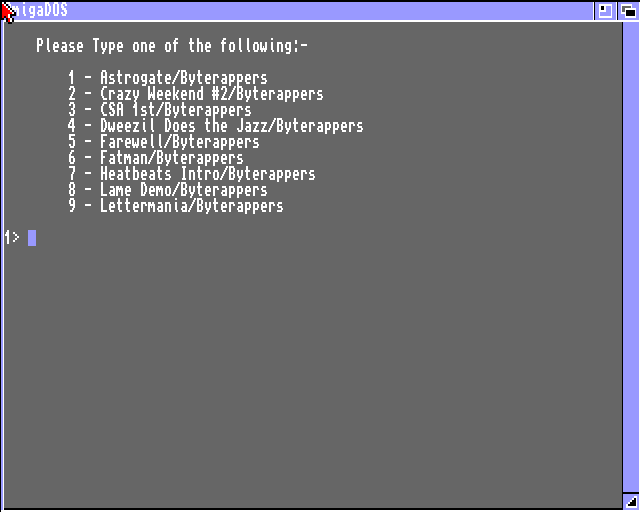 migaDOS
Please Type one of the following:-
1 - Astrogate/Byterappers
2 - Crazy Weekend #2/Byterappers
3 - CSA 1st/Byterappers
4 - Dweezil Does the Jazz/Byterappers
5 - Farewell/Byterappers
6 - Fatman/Byterappers
7 - Heatbeats Intro/Byterappers
8 - Lame Demo/Byterappers
9 - Lettermania/Byterappers
1>